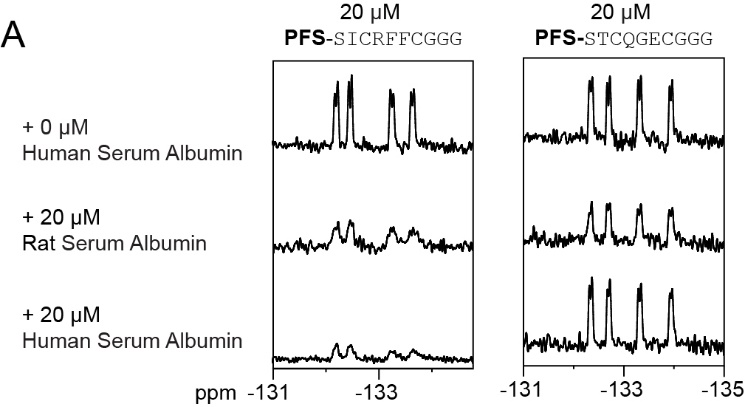 A
20 µM
PFS-SICRFFCGGG
20 µM
PFS-STCQGECGGG
+ 0 µM
Human Serum Albumin
+ 20 µM
Rat Serum Albumin
+ 20 µM
Human Serum Albumin
ppm -131 -133
-131 -133 -135